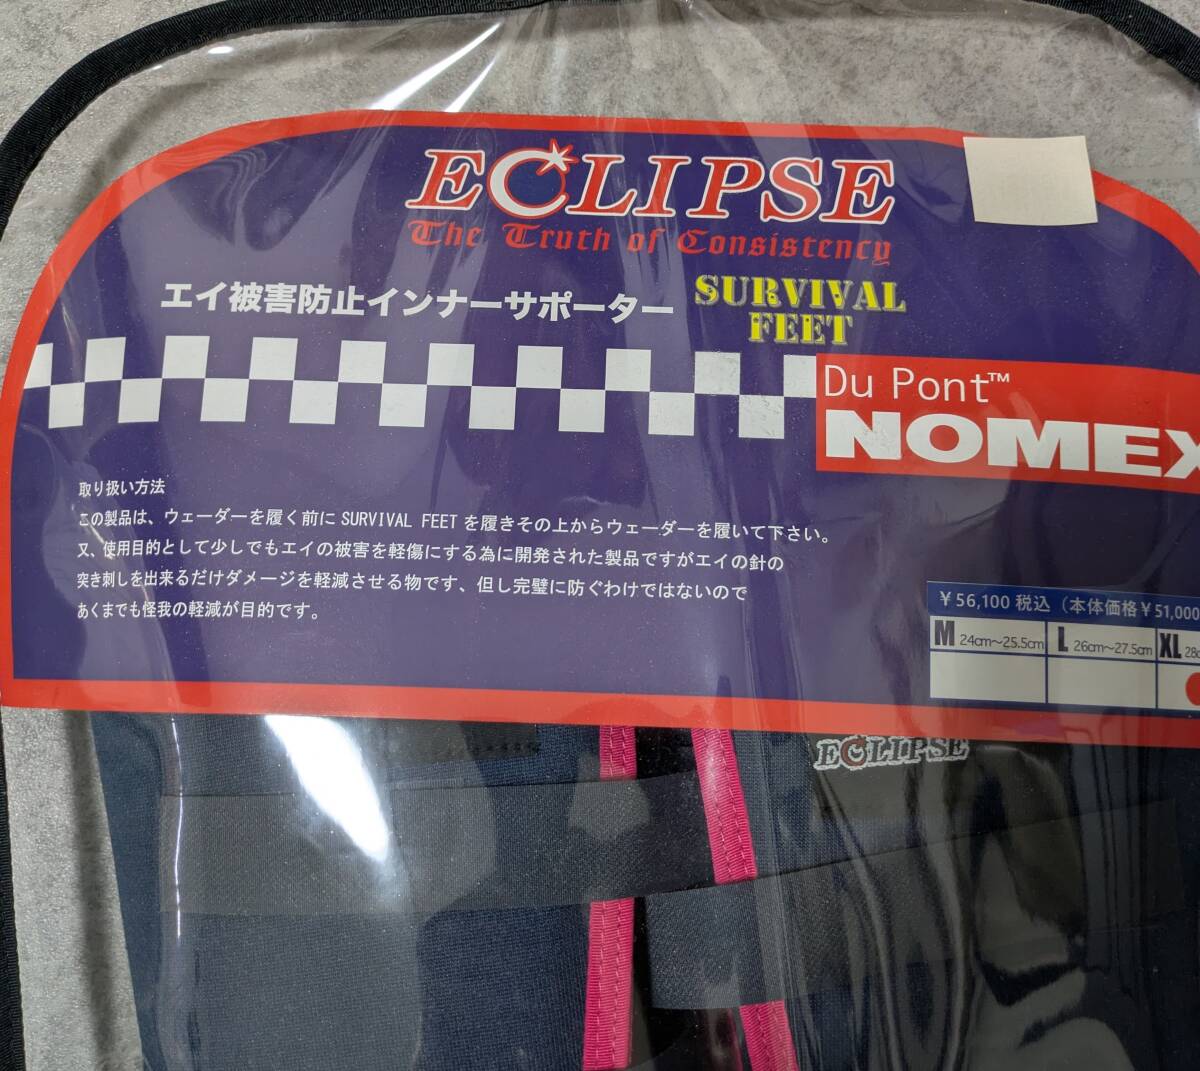 ECLIPSE
The Truth of Consistency
エイ被害防止インナーサポーター
SURVIVAL
FEET
Du Pont™
NOMEX
取り扱い方法
この製品は、ウェーダーを履く前に SURVIVAL FEET を履きその上からウェーダーを履いて下さい。
又、使用目的として少しでもエイの被害を軽傷にする為に開発された製品ですがエイの針の
突き刺しを出来るだけダメージを軽減させる物です、但し完璧に防ぐわけではないので
あくまでも怪我の軽減が目的です。
¥56,100 税込（本体価格¥51,000
M 24cm～25.5cm L 26cm～27.5cm XL 28c
ECLIPSE